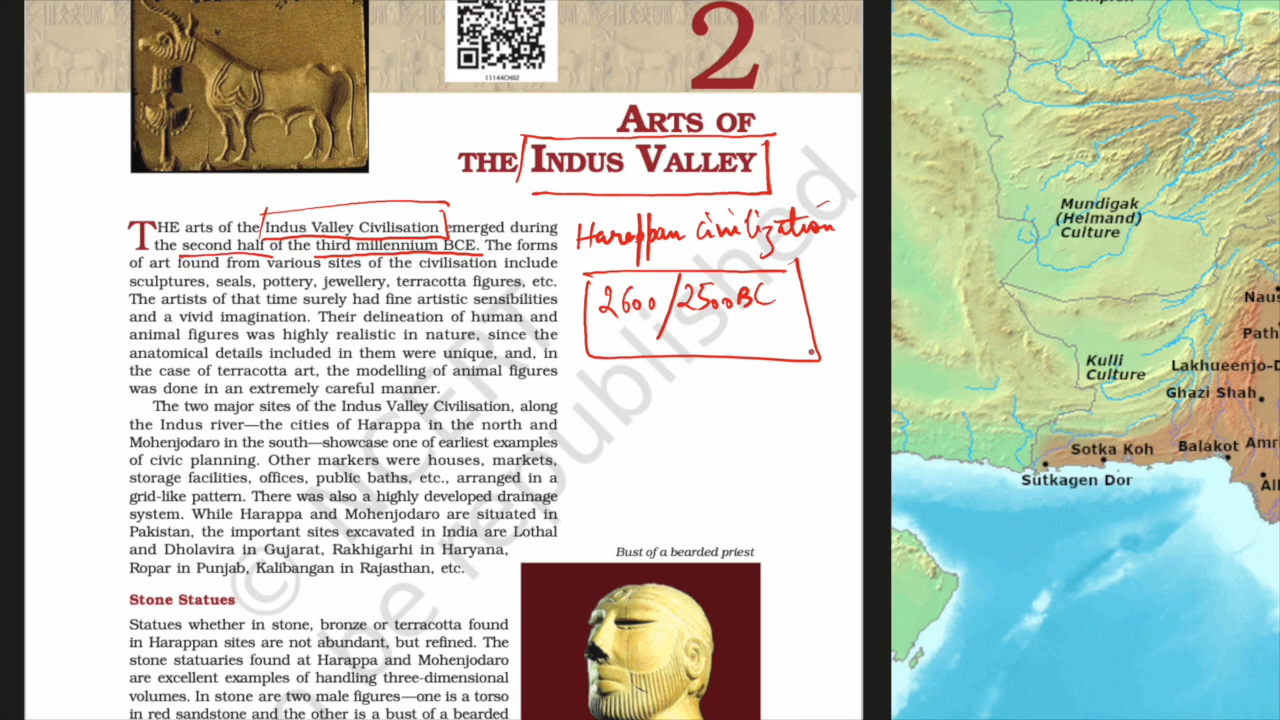 11144CH02
2
ARTS OF
THE INDUS VALLEY
THE arts of the Indus Valley Civilisation emerged during
the second half of the third millennium BCE. The forms
of art found from various sites of the civilisation include
sculptures, seals, pottery, jewellery, terracotta figures, etc.
The artists of that time surely had fine artistic sensibilities
and a vivid imagination. Their delineation of human and
animal figures was highly realistic in nature, since the
anatomical details included in them were unique, and, in
the case of terracotta art, the modelling of animal figures
was done in an extremely careful manner.
The two major sites of the Indus Valley Civilisation, along
the Indus river—the cities of Harappa in the north and
Mohenjodaro in the south—showcase one of earliest examples
of civic planning. Other markers were houses, markets,
storage facilities, offices, public baths, etc., arranged in a
grid-like pattern. There was also a highly developed drainage
system. While Harappa and Mohenjodaro are situated in
Pakistan, the important sites excavated in India are Lothal
and Dholavira in Gujarat, Rakhigarhi in Haryana,
Ropar in Punjab, Kalibangan in Rajasthan, etc.
Stone Statues
Statues whether in stone, bronze or terracotta found
in Harappan sites are not abundant, but refined. The
stone statuaries found at Harappa and Mohenjodaro
are excellent examples of handling three-dimensional
volumes. In stone are two male figures—one is a torso
in red sandstone and the other is a bust of a bearded
Harappan civilization
2600/2500BC
Bust of a bearded priest
© NCERT
be republished
Mundigak
(Helmand)
Culture
Naus
Path
Kulli
Culture
Lakhueenjo-D
Ghazi Shah
Sotka Koh
Balakot
Amr
Sutkagen Dor
All